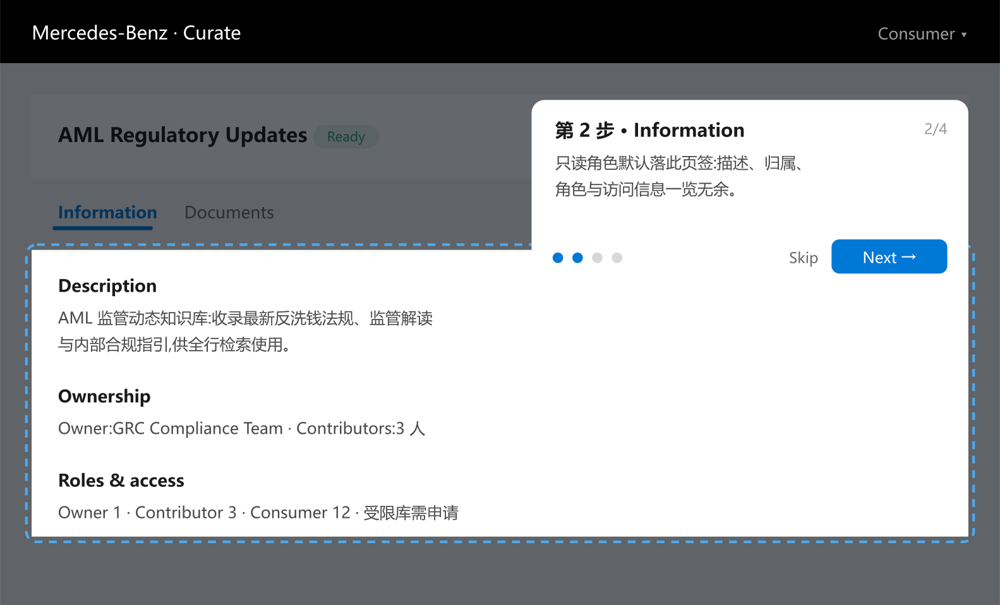 Mercedes-Benz · Curate
Consumer ▾
AML Regulatory Updates
Ready
第 2 步 • Information
2/4
只读角色默认落此页签:描述、归属、
角色与访问信息一览无余。
Information
Documents
Skip
Next →
Description
AML 监管动态知识库:收录最新反洗钱法规、监管解读
与内部合规指引,供全行检索使用。
Ownership
Owner:GRC Compliance Team · Contributors:3 人
Roles & access
Owner 1 · Contributor 3 · Consumer 12 · 受限库需申请